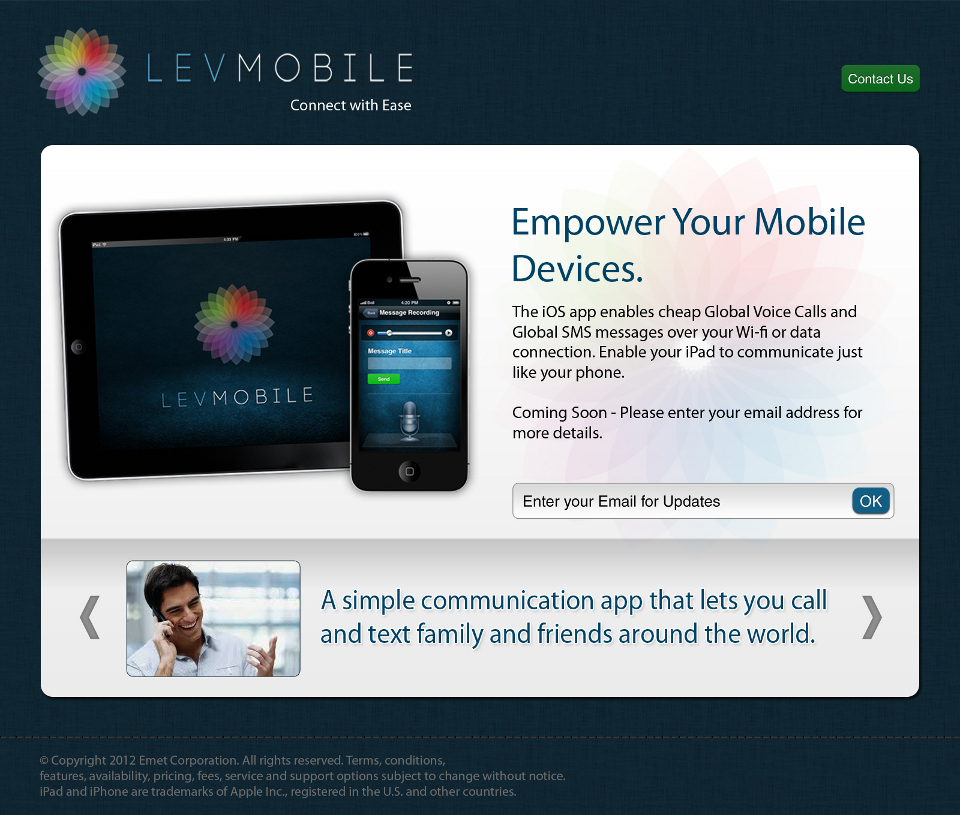 LEVMOBILE
Connect with Ease
Contact Us
Empower Your Mobile
Devices.
The iOS app enables cheap Global Voice Calls and
Global SMS messages over your Wi-fi or data
connection. Enable your iPad to communicate just
like your phone.
Coming Soon - Please enter your email address for
more details.
Enter your Email for Updates
OK
iPad
4:33 PM
LEVMOBILE
Bell
4:20 PM
Back
Message Recording
Message Title
Send
A simple communication app that lets you call
and text family and friends around the world.
© Copyright 2012 Emet Corporation. All rights reserved. Terms, conditions,
features, availability, pricing, fees, service and support options subject to change without notice.
iPad and iPhone are trademarks of Apple Inc., registered in the U.S. and other countries.